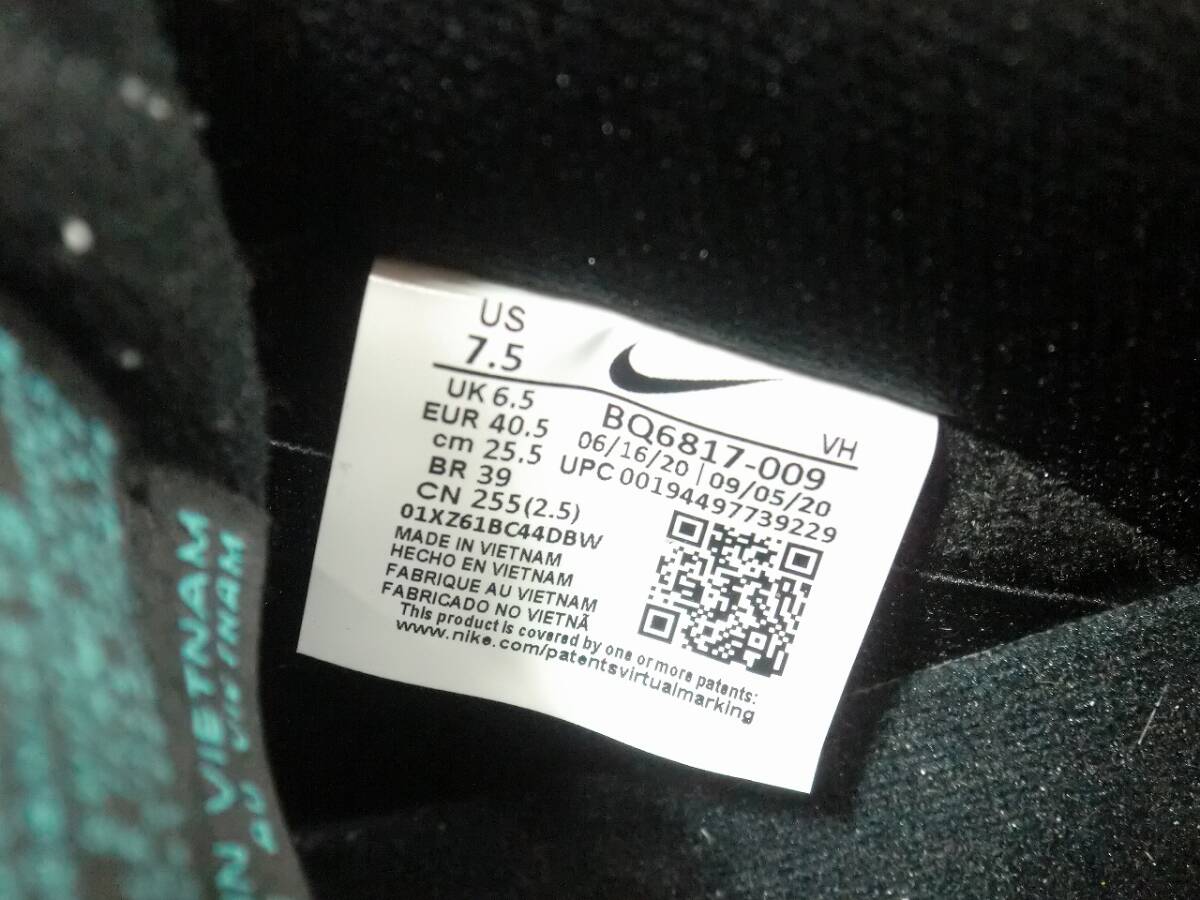 US
7.5
UK 6.5
EUR 40.5
cm 25.5
BR 39
CN 255(2.5)
01XZ61BC44DBW
MADE IN VIETNAM
HECHO EN VIETNAM
FABRIQUE AU VIETNAM
FABRICADO NO VIETNÃ
This product is covered by one or more patents:
www.nike.com/patentsvirtualmarking
VH
BQ6817-009
06/16/20 | 09/05/20
UPC 00194497739229
VIETNAM